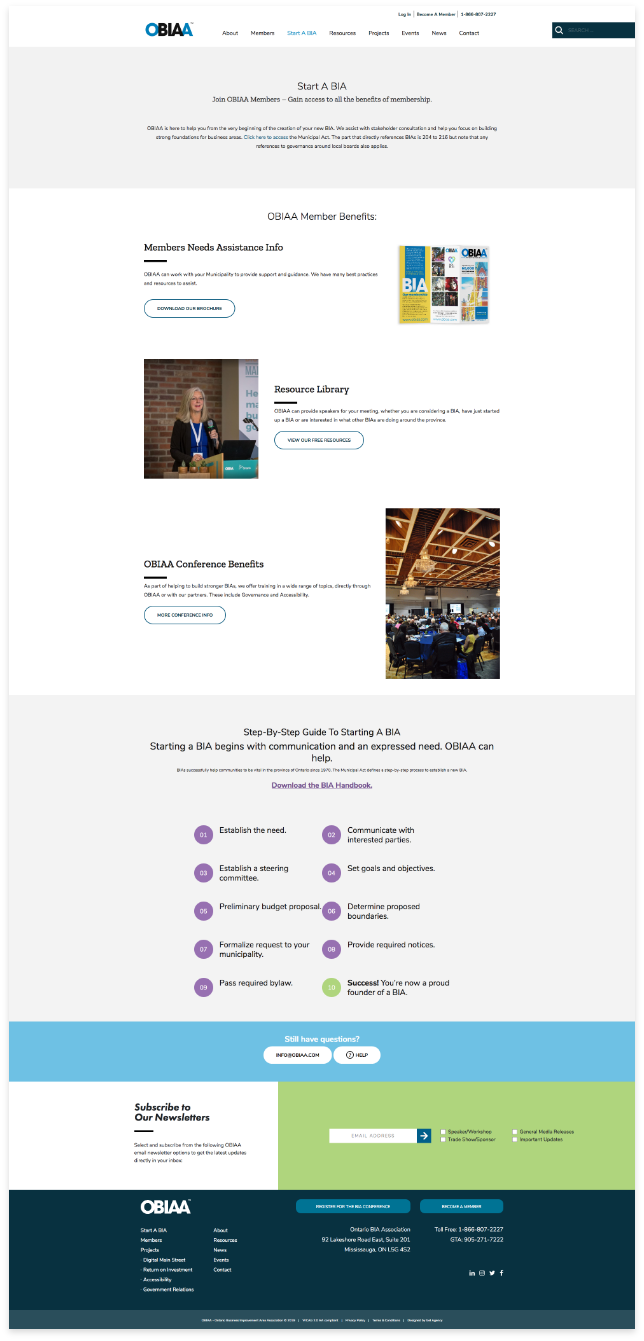 Log In | Become A Member | 1-866-807-2227
OBIAA
About Members Start A BIA Resources Projects Events News Contact
SEARCH ...
Start A BIA
Join OBIAA Members – Gain access to all the benefits of membership.
OBIAA is here to help you from the very beginning of the creation of your new BIA. We assist with stakeholder consultation and help you focus on building
strong foundations for business areas. Click here to access the Municipal Act. The part that directly references BIAs is 204 to 216 but note that any
references to governance around local boards also applies.
OBIAA Member Benefits:
Members Needs Assistance Info
OBIAA can work with your Municipality to provide support and guidance. We have many best practices
and resources to assist.
DOWNLOAD OUR BROCHURE
BIA
OBIAA
Resource Library
OBIAA can provide speakers for your meeting, whether you are considering a BIA, have just started
up a BIA or are interested in what other BIAs are doing around the province.
VIEW OUR FREE RESOURCES
OBIAA Conference Benefits
As part of helping to build stronger BIAs, we offer training in a wide range of topics, directly through
OBIAA or with our partners. These include Governance and Accessibility.
MORE CONFERENCE INFO
Step-By-Step Guide To Starting A BIA
Starting a BIA begins with communication and an expressed need. OBIAA can
help.
BIAs successfully help communities to be vital in the province of Ontario since 1970. The Municipal Act defines a step-by-step process to establish a new BIA.
Download the BIA Handbook.
01 Establish the need.
02 Communicate with
interested parties.
03 Establish a steering
committee.
04 Set goals and objectives.
05 Preliminary budget proposal.
06 Determine proposed
boundaries.
07 Formalize request to your
municipality.
08 Provide required notices.
09 Pass required bylaw.
10 Success! You're now a proud
founder of a BIA.
Still have questions?
INFO@OBIAA.COM
? HELP
Subscribe to
Our Newsletters
Select and subscribe from the following OBIAA
email newsletter options to get the latest updates
directly in your inbox.
EMAIL ADDRESS
Speaker/Workshop
General Media Releases
Trade Show/Sponsor
Important Updates
OBIAA
REGISTER FOR THE BIA CONFERENCE
BECOME A MEMBER
Start A BIA
Members
Projects
- Digital Main Street
- Return on Investment
- Accessibility
- Government Relations
About
Resources
News
Events
Contact
Ontario BIA Association
92 Lakeshore Road East, Suite 201
Mississauga, ON L5G 4S2
Toll Free: 1-866-807-2227
GTA: 905-271-7222
| Privacy Policy | Terms & Conditions |